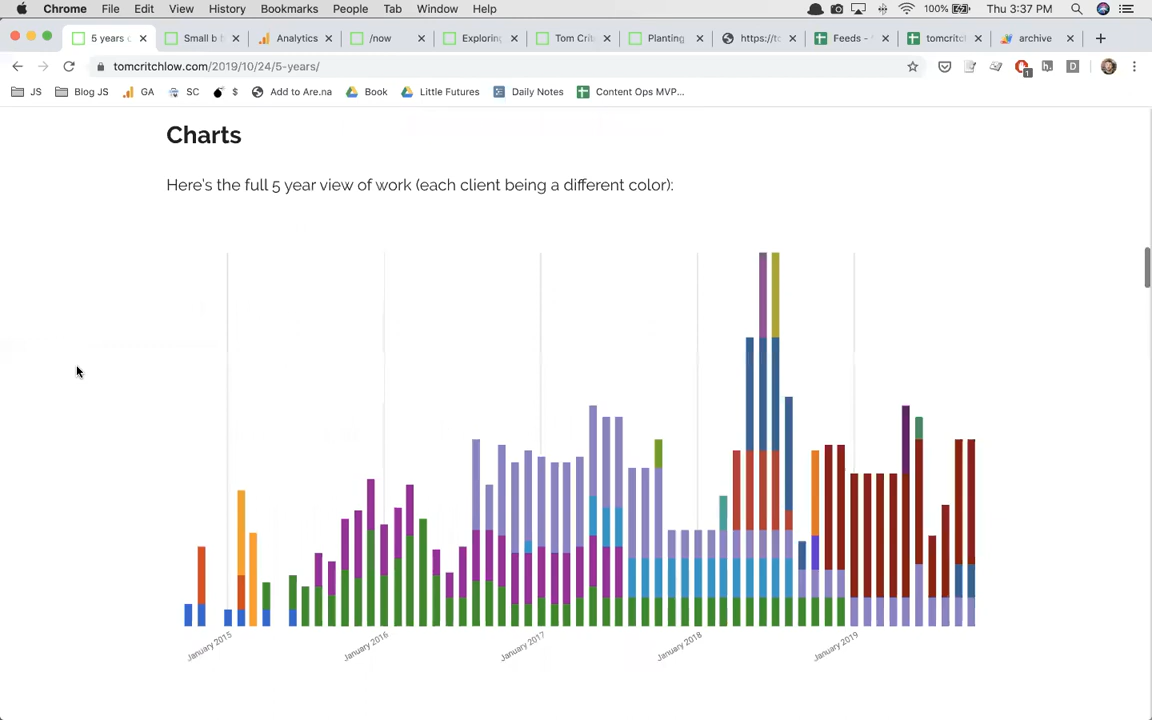 Chrome File Edit View History Bookmarks People Tab Window Help 100% Thu 3:37 PM
5 years Small b Analytics /now Exploring Tom Crit Planting https://to Feeds - tomcritch archive
tomcritchlow.com/2019/10/24/5-years/
JS Blog JS GA SC $ Add to Are.na Book Little Futures Daily Notes Content Ops MVP...
Charts
Here's the full 5 year view of work (each client being a different color):
January 2015 January 2016 January 2017 January 2018 January 2019